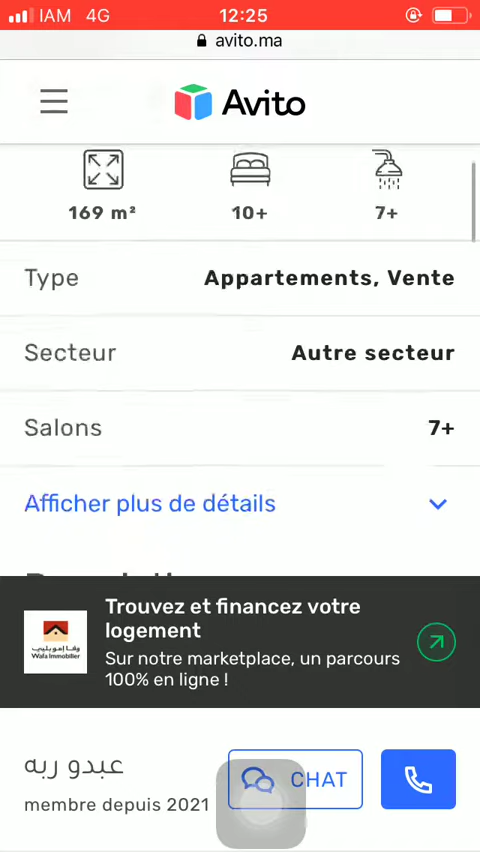 IAM 4G 12:25
avito.ma
Avito
169 m² 10+ 7+
Type Appartements, Vente
Secteur Autre secteur
Salons 7+
Afficher plus de détails
Trouvez et financez votre
logement
Sur notre marketplace, un parcours
100% en ligne !
وفا إموبيليي
Wafa Immobilier
عبدو ربه
membre depuis 2021
CHAT